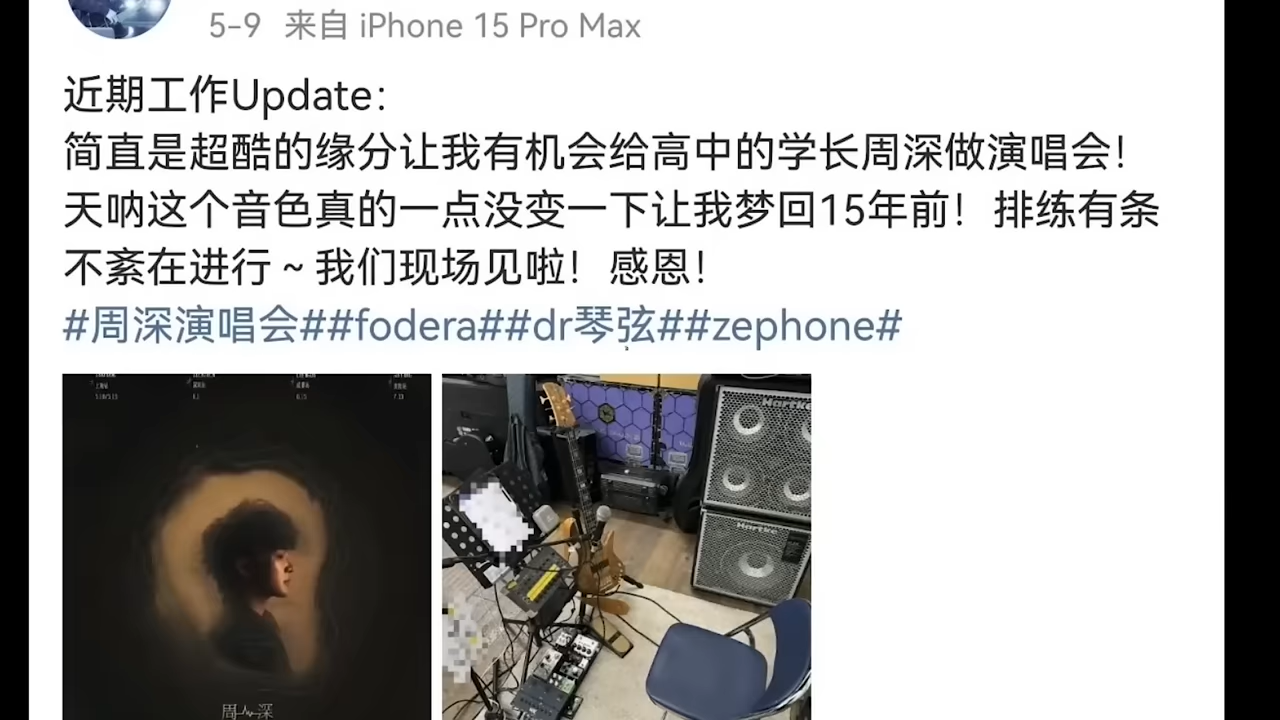 5-9 来自 iPhone 15 Pro Max
近期工作Update：
简直是超酷的缘分让我有机会给高中的学长周深做演唱会！
天呐这个音色真的一点没变一下让我梦回15年前！排练有条
不紊在进行～我们现场见啦！感恩！
#周深演唱会##fodera##dr琴弦##zephone#
Hartke
Hartke
周深